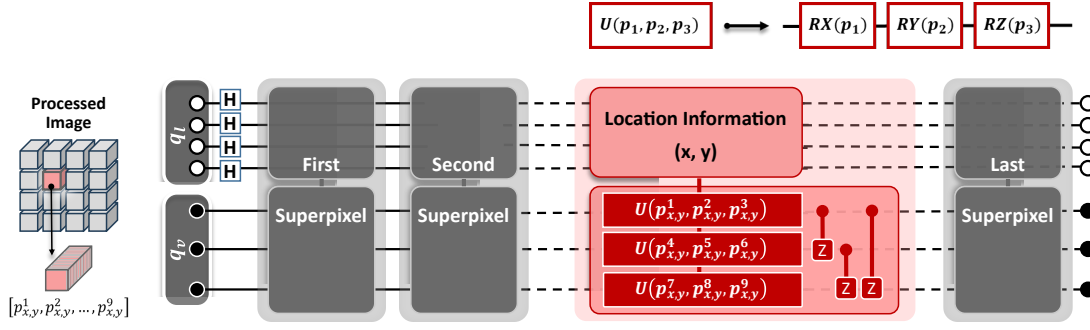 U(p₁, p₂, p₃)
RX(p₁)
RY(p₂)
RZ(p₃)
Processed
Image
[p¹ₓ,ᵧ, p²ₓ,ᵧ, …, p⁹ₓ,ᵧ]
qₗ
H
H
H
H
qᵥ
First
Superpixel
Second
Superpixel
Location Information
(x, y)
U(p¹ₓ,ᵧ, p²ₓ,ᵧ, p³ₓ,ᵧ)
U(p⁴ₓ,ᵧ, p⁵ₓ,ᵧ, p⁶ₓ,ᵧ)
U(p⁷ₓ,ᵧ, p⁸ₓ,ᵧ, p⁹ₓ,ᵧ)
Z
Z
Z
Last
Superpixel